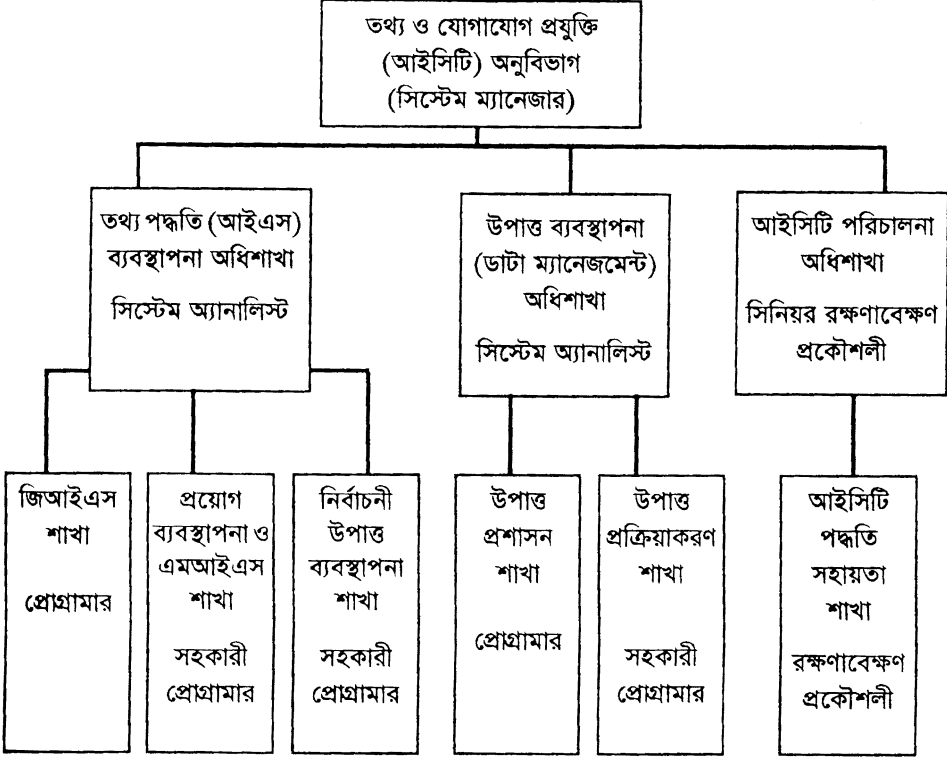 তথ্য ও যোগাযোগ প্রযুক্তি
(আইসিটি) অনুবিভাগ
(সিস্টেম ম্যানেজার)
তথ্য পদ্ধতি (আইএস)
ব্যবস্থাপনা অধিশাখা
সিস্টেম অ্যানালিস্ট
উপাত্ত ব্যবস্থাপনা
(ডাটা ম্যানেজমেন্ট)
অধিশাখা
সিস্টেম অ্যানালিস্ট
আইসিটি পরিচালনা
অধিশাখা
সিনিয়র রক্ষণাবেক্ষণ
প্রকৌশলী
জিআইএস
শাখা
প্রোগ্রামার
প্রয়োগ
ব্যবস্থাপনা ও
এমআইএস
শাখা
সহকারী
প্রোগ্রামার
নির্বাচনী
উপাত্ত
ব্যবস্থাপনা
শাখা
সহকারী
প্রোগ্রামার
উপাত্ত
প্রশাসন
শাখা
প্রোগ্রামার
উপাত্ত
প্রক্রিয়াকরণ
শাখা
সহকারী
প্রোগ্রামার
আইসিটি
পদ্ধতি
সহায়তা
শাখা
রক্ষণাবেক্ষণ
প্রকৌশলী